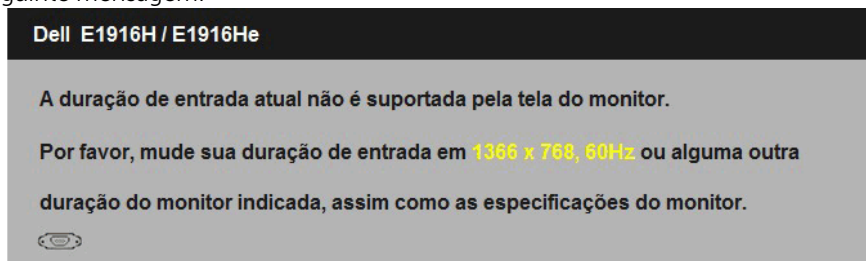 Dell E1916H / E1916He
A duração de entrada atual não é suportada pela tela do monitor.
Por favor, mude sua duração de entrada em 1366 x 768, 60Hz ou alguma outra
duração do monitor indicada, assim como as especificações do monitor.